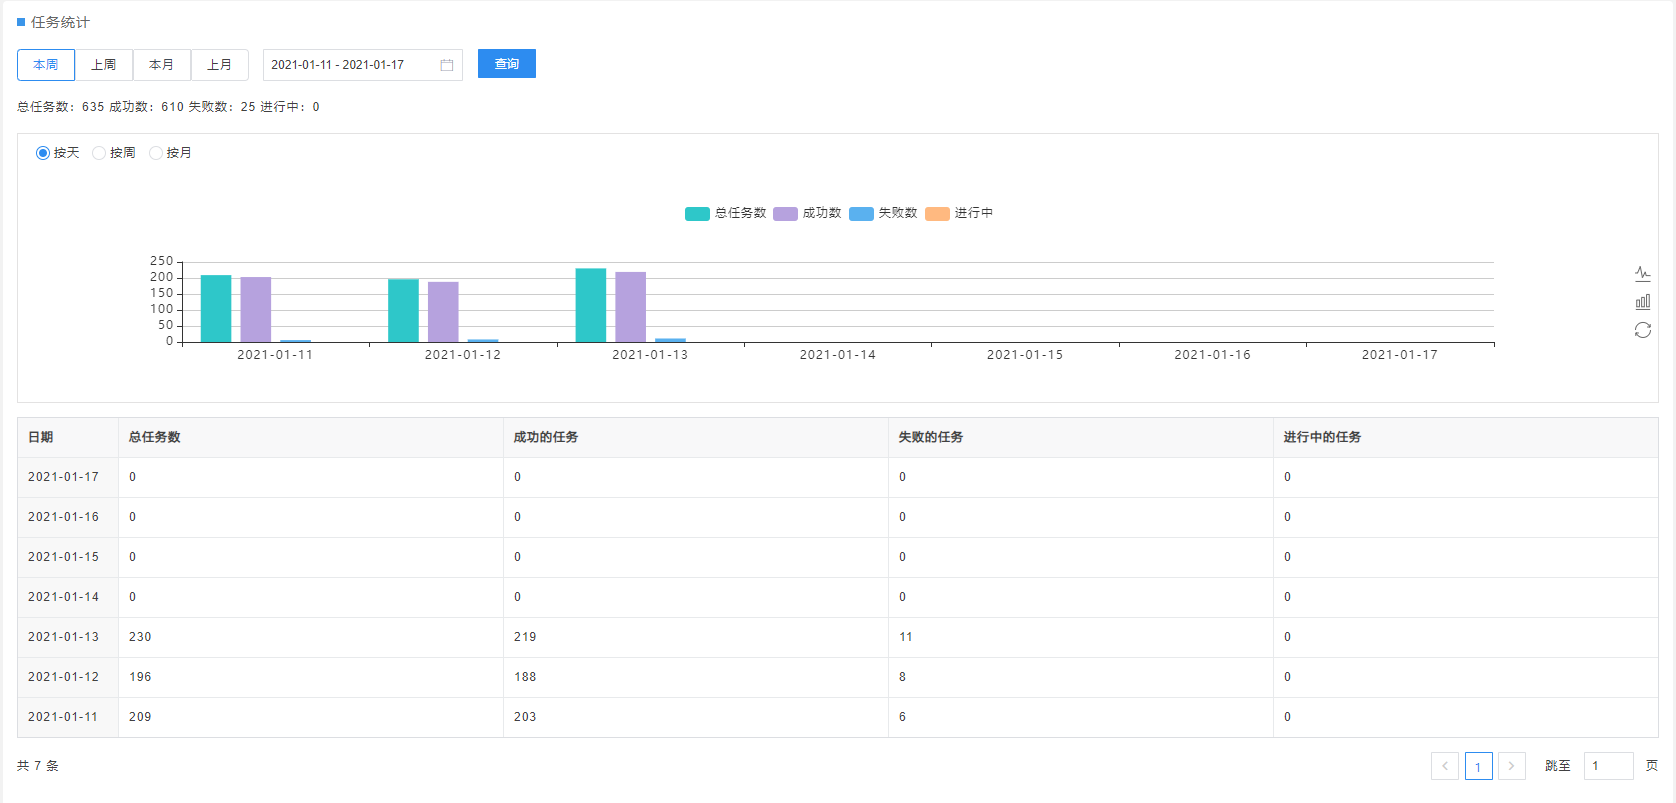 任务统计
本周 上周 本月 上月 2021-01-11 - 2021-01-17 查询
总任务数：635 成功数：610 失败数：25 进行中：0
按天 按周 按月
总任务数 成功数 失败数 进行中
250
200
150
100
50
0
2021-01-11 2021-01-12 2021-01-13 2021-01-14 2021-01-15 2021-01-16 2021-01-17
日期 总任务数 成功的任务 失败的任务 进行中的任务
2021-01-17 0 0 0 0
2021-01-16 0 0 0 0
2021-01-15 0 0 0 0
2021-01-14 0 0 0 0
2021-01-13 230 219 11 0
2021-01-12 196 188 8 0
2021-01-11 209 203 6 0
共 7 条 1 跳至 1 页